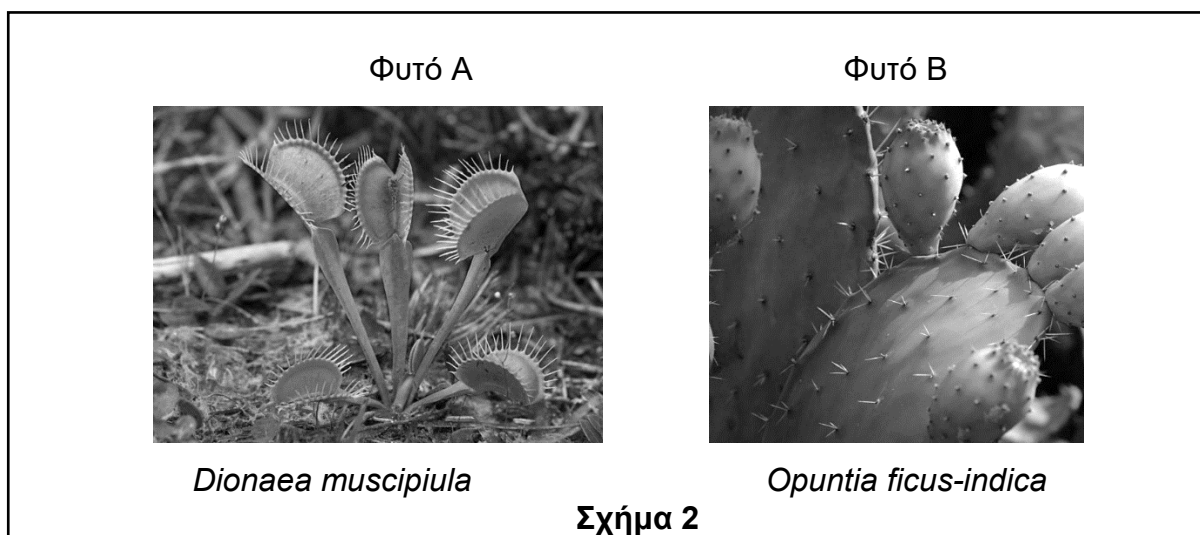 Φυτό Α
Φυτό Β
Dionaea muscipiula
Opuntia ficus-indica
Σχήμα 2